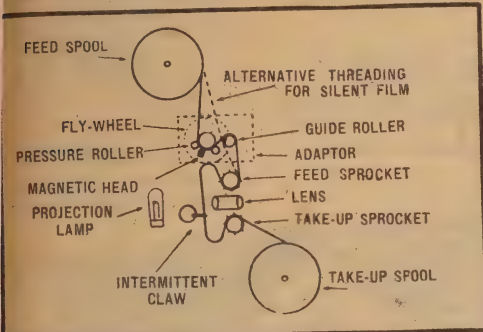 FEED SPOOL
ALTERNATIVE THREADING
FOR SILENT FILM
FLY-WHEEL
GUIDE ROLLER
PRESSURE ROLLER
ADAPTOR
MAGNETIC HEAD
FEED SPROCKET
PROJECTION
LAMP
LENS
TAKE-UP SPROCKET
INTERMITTENT
CLAW
TAKE-UP SPOOL